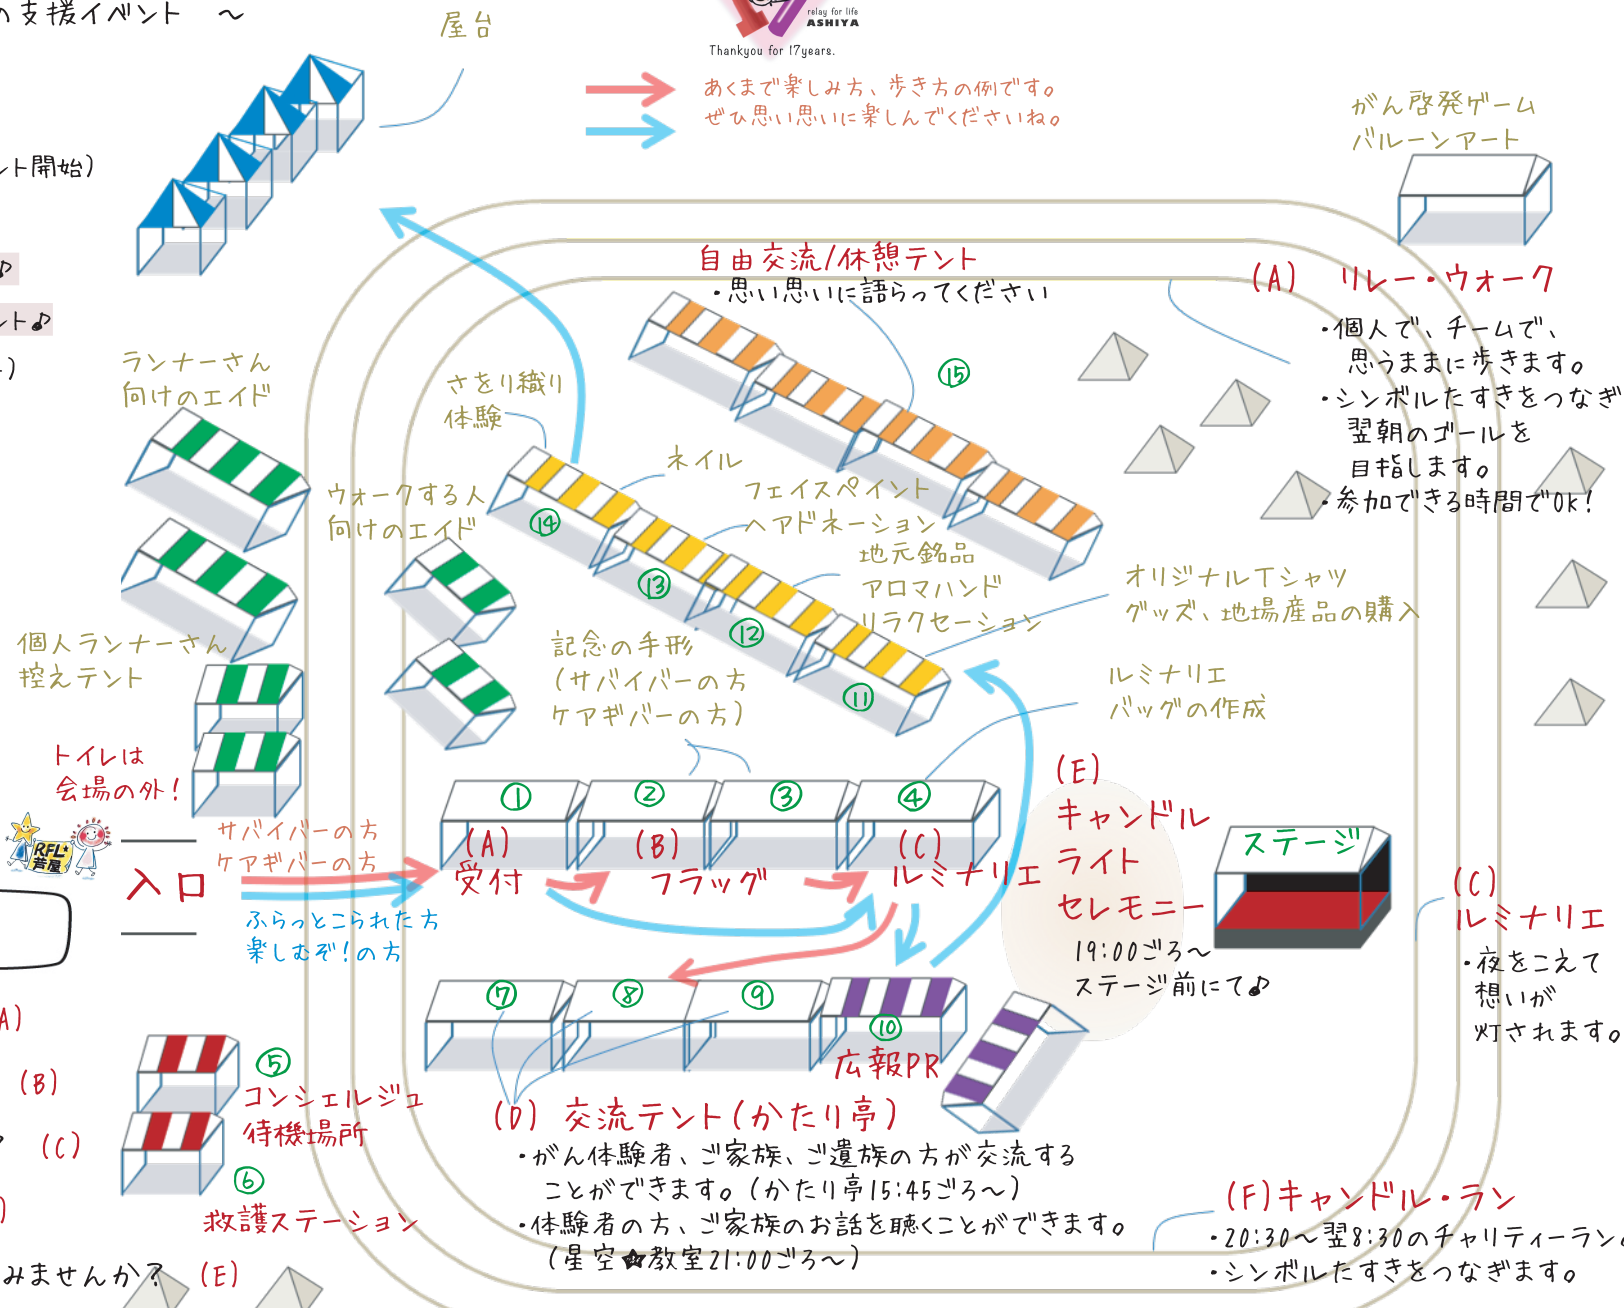 の支援イベント　～
屋台
relay for life
ASHIYA
Thankyou for 17years.
あくまで楽しみ方、歩き方の例です。
ぜひ思い思いに楽しんでくださいね。
がん啓発ゲーム
バルーンアート
ント開始)
♪
ント♪
自由交流/休憩テント
・思い思いに語らってください
(A)　リレー・ウォーク
・個人で、チームで、
思うままに歩きます。
・シンボルたすきをつなぎ
翌朝のゴールを
目指します。
・参加できる時間でOK!
ランナーさん
向けのエイド
さをり織り
体験
⑮
ネイル
ウォークする人
向けのエイド
フェイスペイント
ヘアドネーション
地元銘品
アロマハンド
リラクセーション
⑭
⑬
⑫
⑪
オリジナルTシャツ
グッズ、地場産品の購入
個人ランナーさん
控えテント
記念の手形
(サバイバーの方
ケアギバーの方)
ルミナリエ
バッグの作成
トイレは
会場の外!
RFL
芦屋
入口
サバイバーの方
ケアギバーの方
ふらっとこられた方
楽しむぞ!の方
①
②
③
④
(A)
受付
(B)
フラッグ
(C)
ルミナリエ
(E)
キャンドル
ライト
セレモニー
19:00ごろ～
ステージ前にて♪
ステージ
(C)
ルミナリエ
・夜をこえて
想いが
灯されます。
⑦
⑧
⑨
⑩
広報PR
A)
(B)
(C)
)
⑤
コンシェルジュ
待機場所
⑥
救護ステーション
(D) 交流テント(かたり亭)
・がん体験者、ご家族、ご遺族の方が交流する
ことができます。(かたり亭15:45ごろ～)
・体験者の方、ご家族のお話を聴くことができます。
(星空★教室21:00ごろ～)
みませんか?
(E)
(F)キャンドル・ラン
・20:30～翌8:30のチャリティーラン
・シンボルたすきをつなぎます。